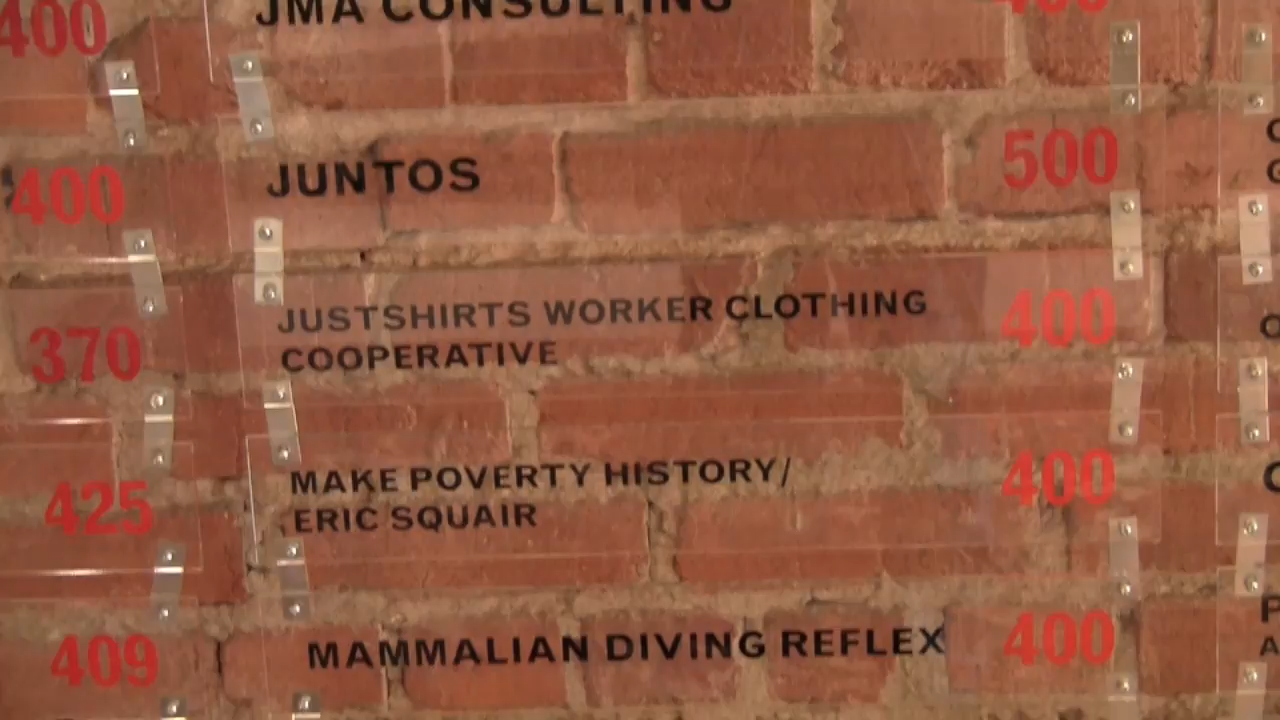 400 JMA CONSULTING 400
400 JUNTOS 500
370 JUSTSHIRTS WORKER CLOTHING 400
COOPERATIVE
425 MAKE POVERTY HISTORY/ 400
ERIC SQUAIR
409 MAMMALIAN DIVING REFLEX 400